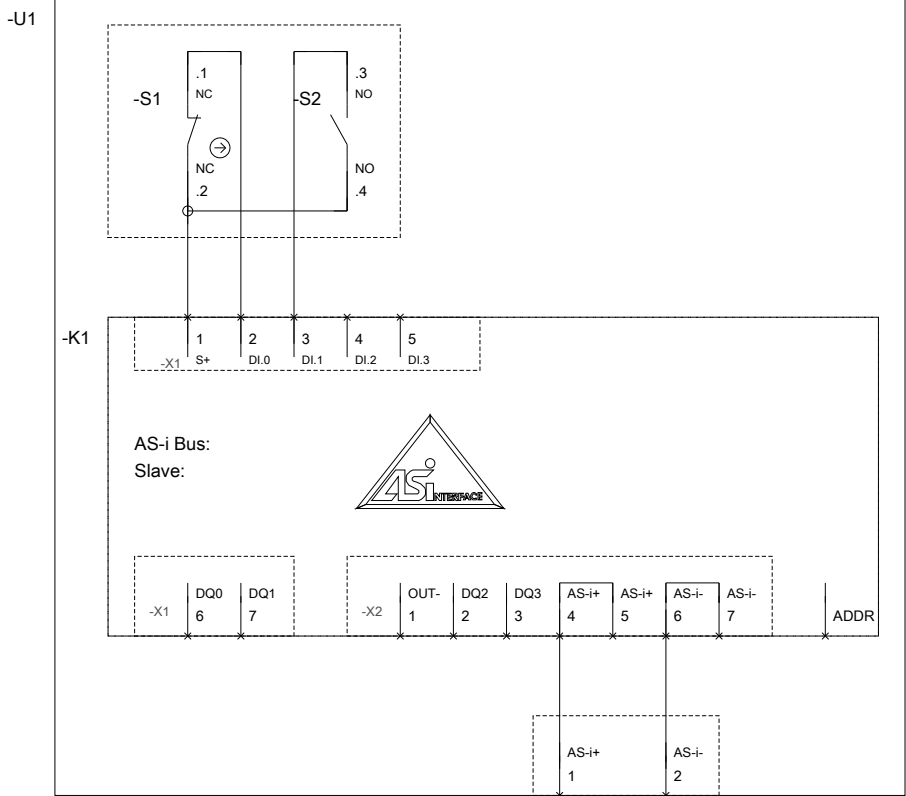 -U1
.1
.3
NC
NO
-S1
-S2
NC
NO
.2
.4
-K1
1 2 3 4 5
-X1 S+ DI.0 DI.1 DI.2 DI.3
AS-i Bus:
Slave:
ASi INTERFACE
DQ0 DQ1 OUT- DQ2 DQ3 AS-i+ AS-i+ AS-i- AS-i-
-X1 6 7 -X2 1 2 3 4 5 6 7 ADDR
AS-i+ AS-i-
1 2